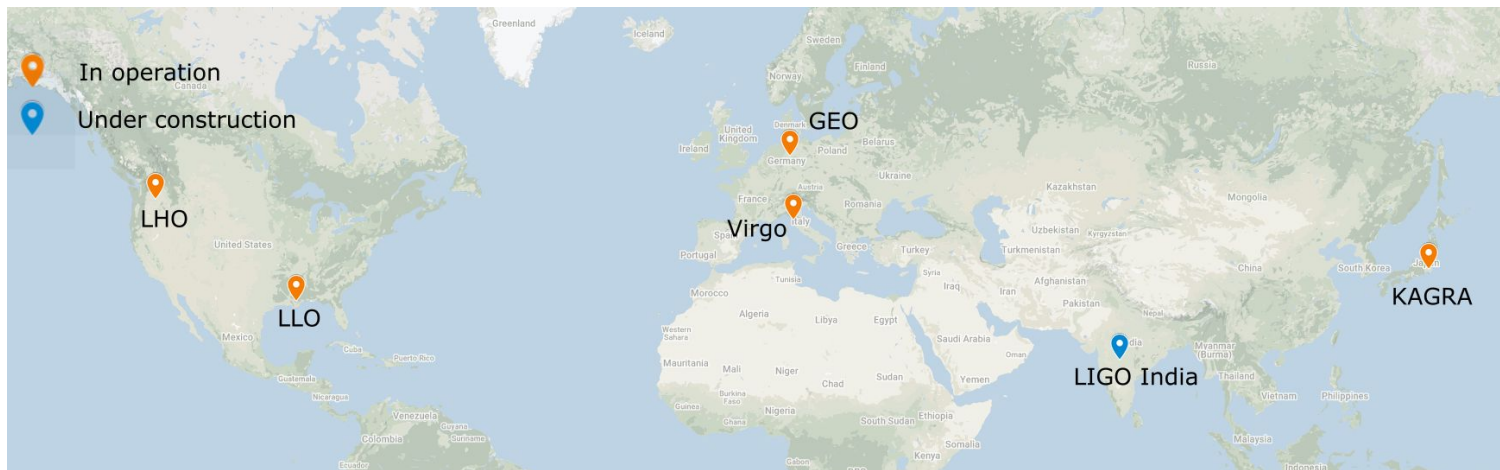 Greenland
Iceland
Sweden
Finland
Norway
Russia
In operation
Canada
Under construction
GEO
Denmark
United
Kingdom
Ireland
Poland
Belarus
Germany
LHO
Ukraine
Austria
France
Kazakhstan
Mongolia
Romania
Virgo
Italy
Spa
United States
Portugal
Greece
Turkey
Uzbekistan
Kyrgyzstan
Turkmenistan
China
South Korea
Japan
LLO
Tunisia
Syria
Iraq
Iran
Afghanistan
Morocco
Pakistan
KAGRA
Algeria
Libya
Egypt
Nepal
Western
Sahara
Mexico
Saudi Arabia
Cuba
Puerto Rico
Oman
dia
Myanmar
(Burma)
Mauritania
Mali
Niger
Chad
Sudan
Yemen
LIGO India
Thailand
Guatemala
Nicaragua
Burkina
Faso
Vietnam
Philippines
Guinea
Ghana
Nigeria
Ethiopia
South Sudan
Venezuela
Guyana
Suriname
Colombia
Somalia
Kenya
Gabon
Ecuador
Malaysia
Indonesia